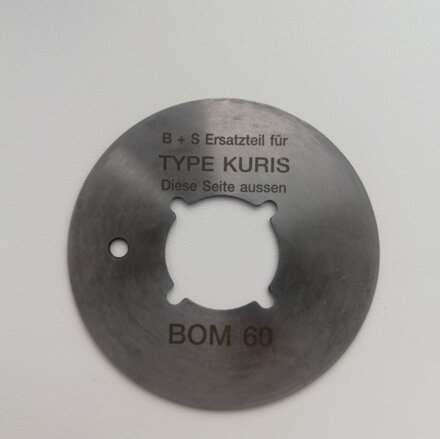 B + S Ersatzteil für
TYPE KURIS
Diese Seite aussen
BOM 60